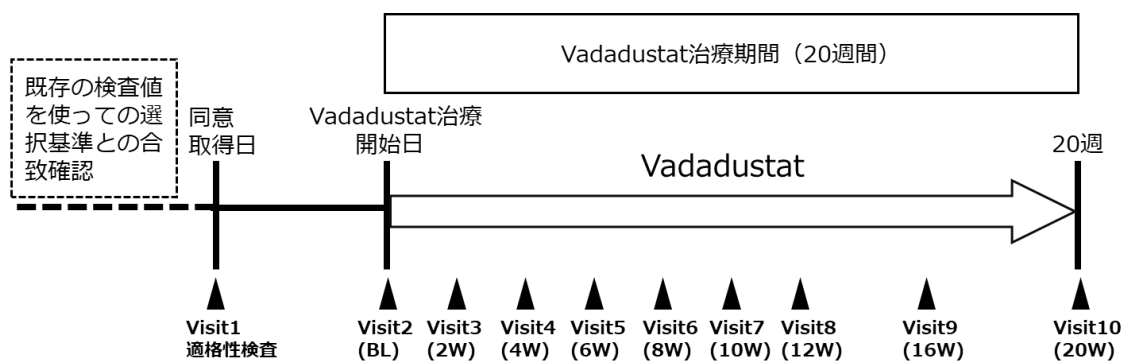 Vadadustat治療期間（20週間）
既存の検査値
を使っての選
択基準との合
致確認
同意
取得日
Vadadustat治療
開始日
20週
Vadadustat
Visit1
適格性検査
Visit2
(BL)
Visit3
(2W)
Visit4
(4W)
Visit5
(6W)
Visit6
(8W)
Visit7
(10W)
Visit8
(12W)
Visit9
(16W)
Visit10
(20W)